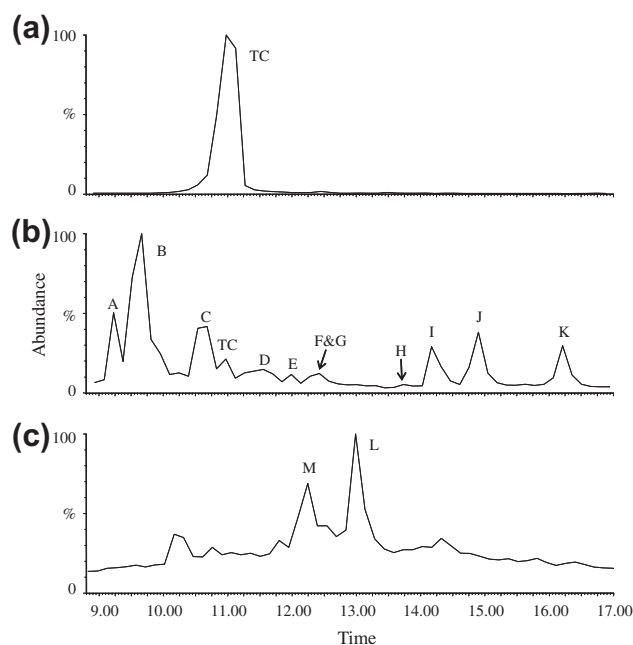 (a)
100
TC
%
0
(b)
100
B
A
C
TC
D
E
F&G
H
I
J
K
Abundance
%
0
(c)
100
M
L
%
0
9.00 10.00 11.00 12.00 13.00 14.00 15.00 16.00 17.00
Time